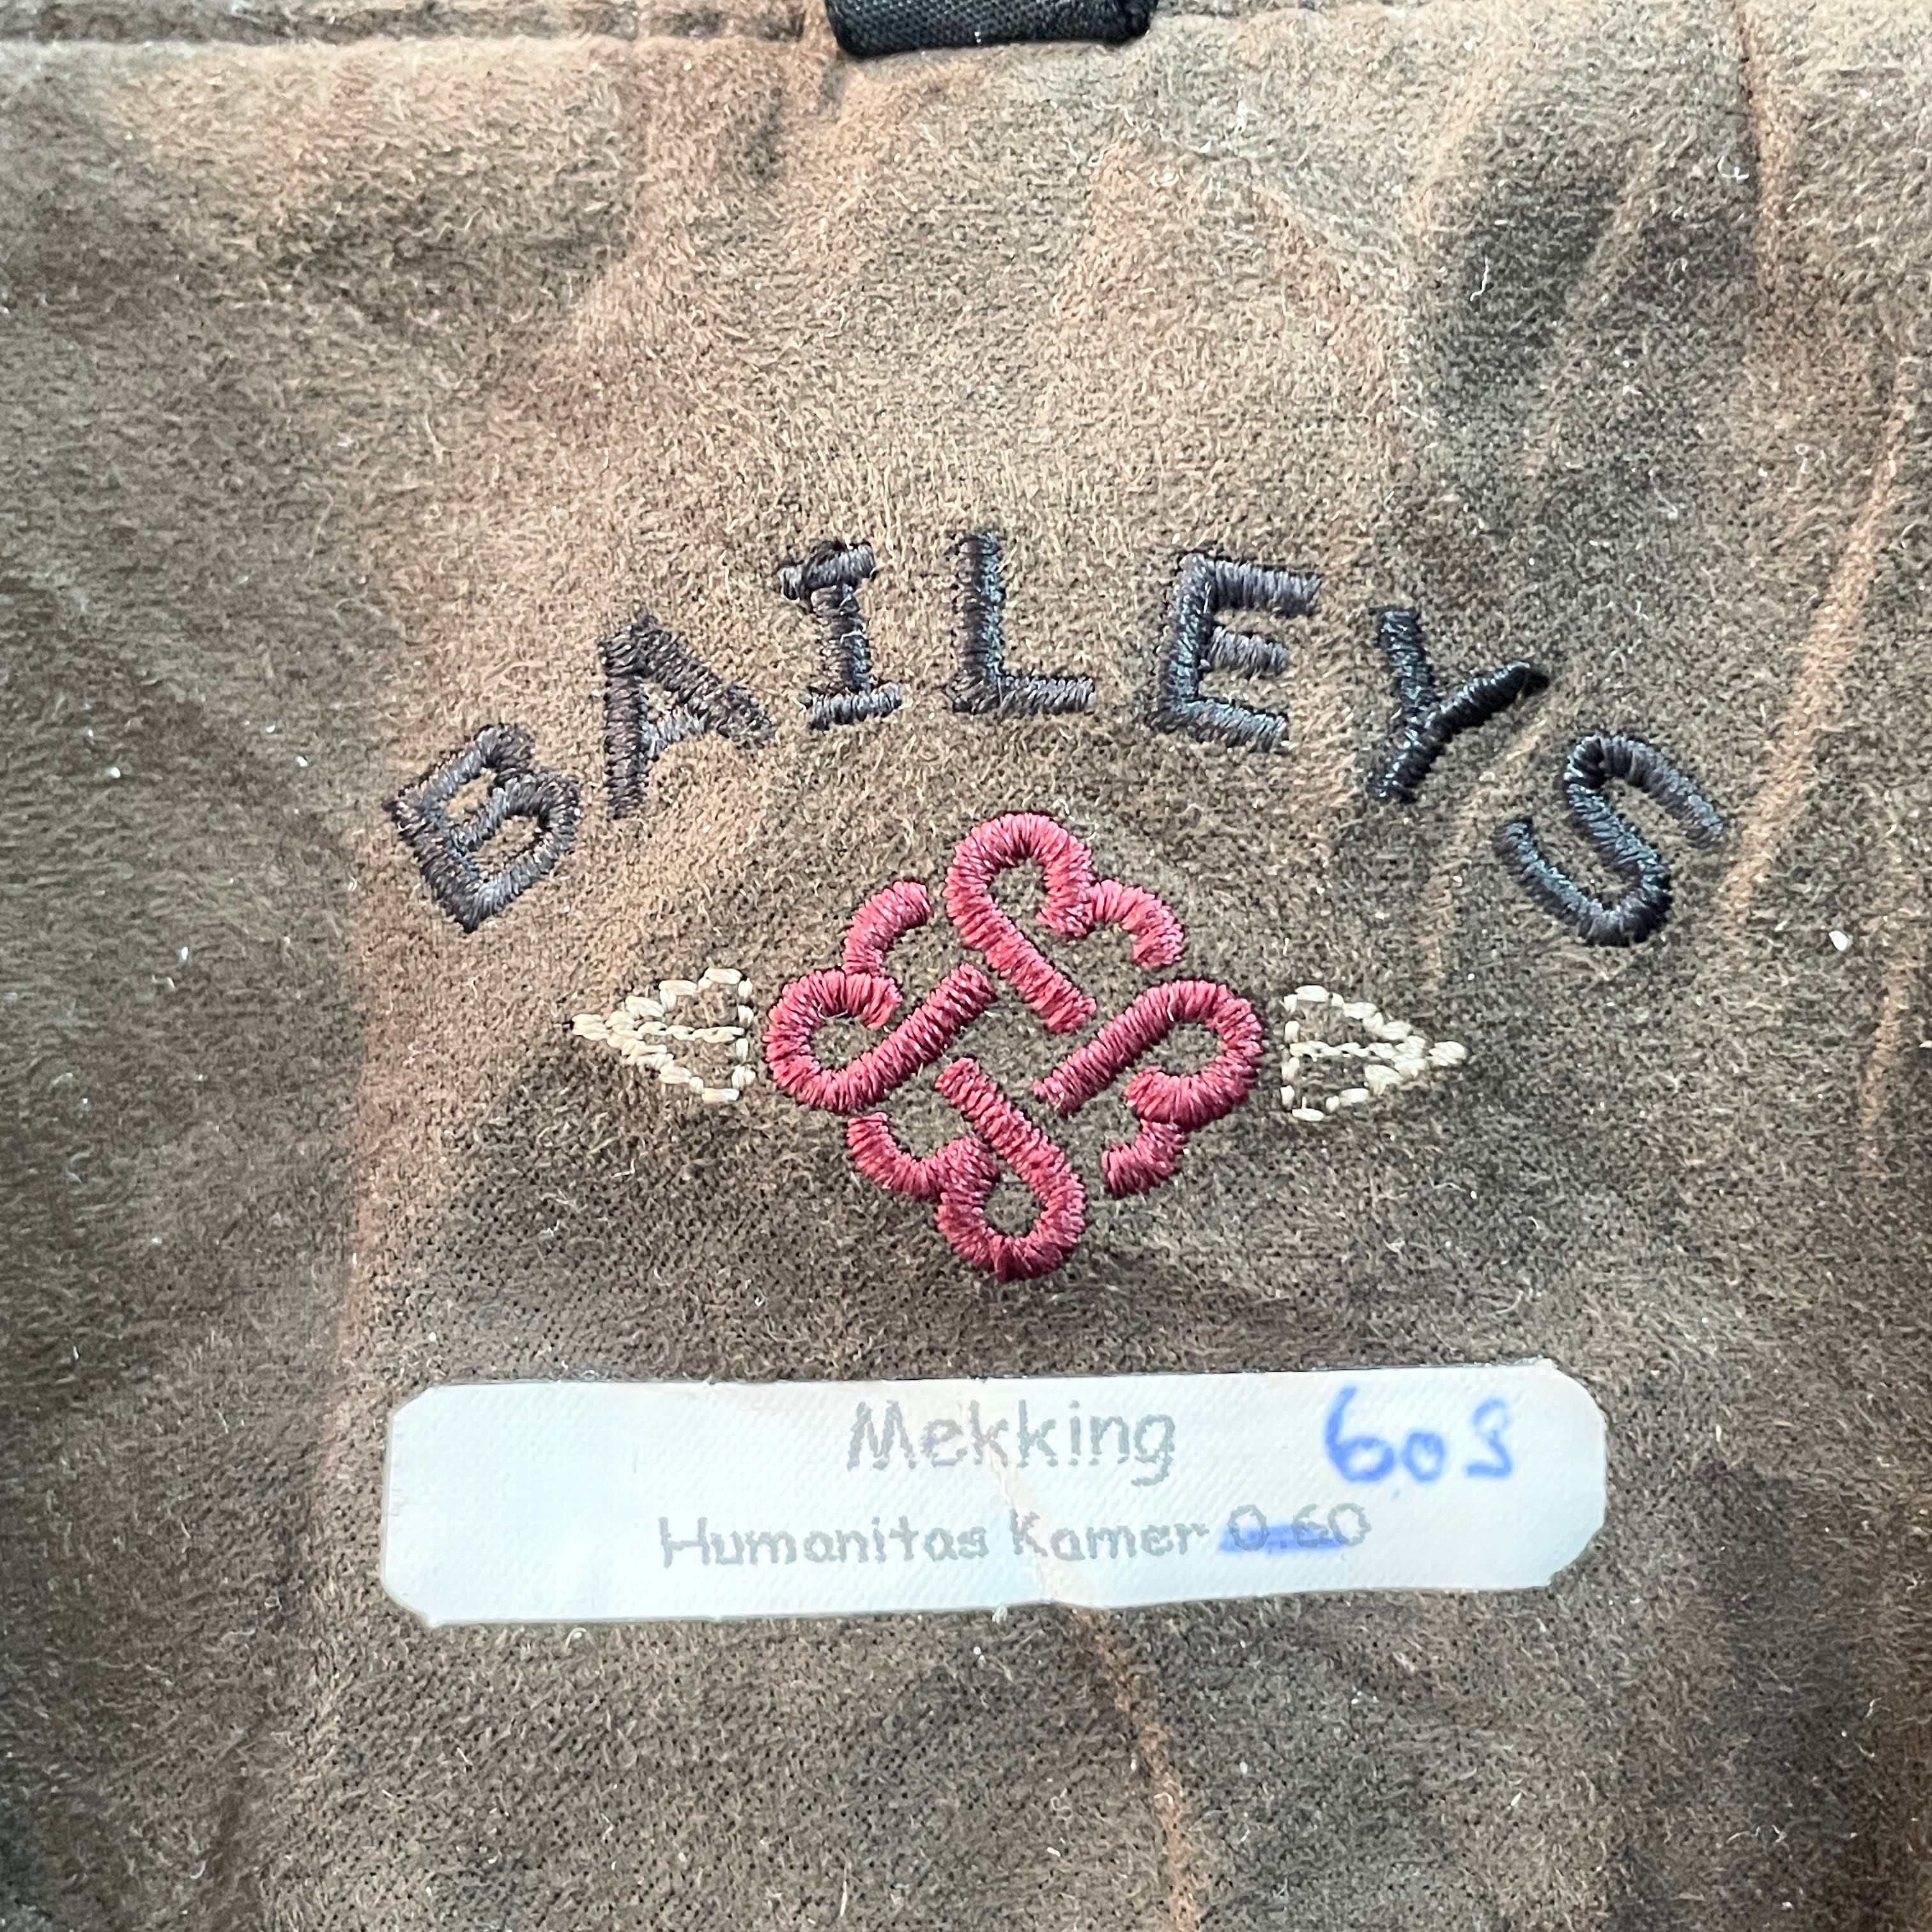 BAILEYS
Mekking 603
Humanitas Kamer 0.60